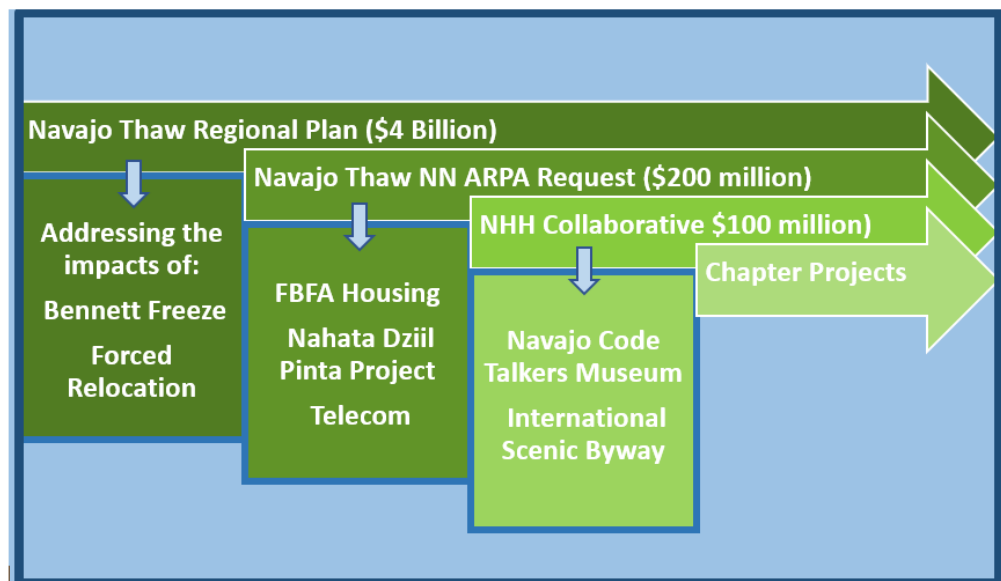 Navajo Thaw Regional Plan ($4 Billion)
Addressing the
impacts of:
Bennett Freeze
Forced
Relocation
Navajo Thaw NN ARPA Request ($200 million)
FBFA Housing
Nahata Dziil
Pinta Project
Telecom
NHH Collaborative $100 million)
Navajo Code
Talkers Museum
International
Scenic Byway
Chapter Projects